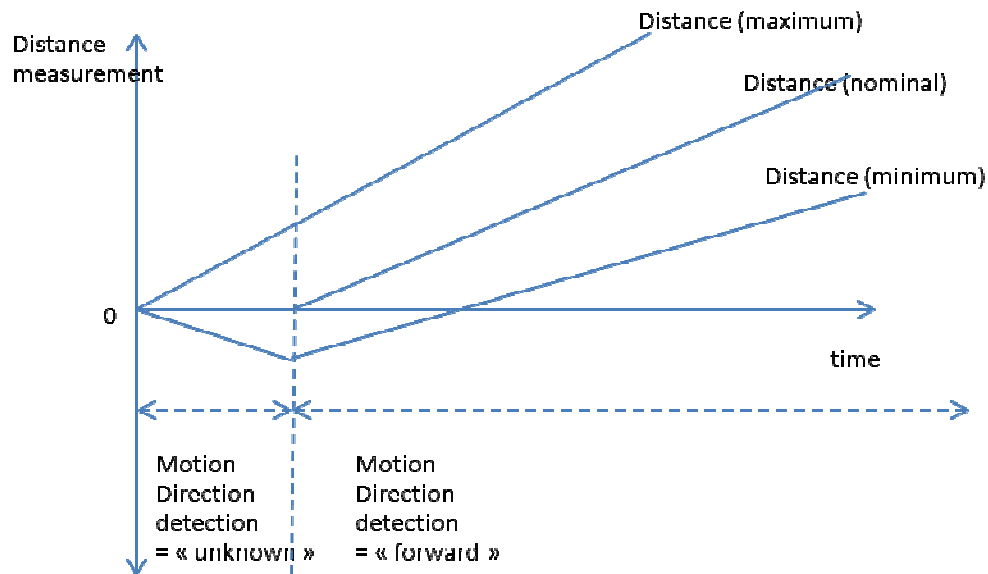 Distance (maximum)
Distance
measurement
Distance (nominal)
Distance (minimum)
0
time
Motion
Direction
detection
= « unknown »
Motion
Direction
detection
= « forward »